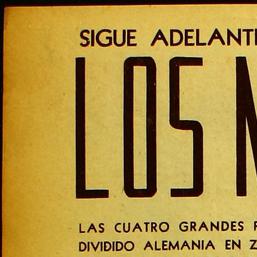 SIGUE ADELANT
LOS
LAS CUATRO GRANDES
DIVIDIDO ALEMANIA EN Z